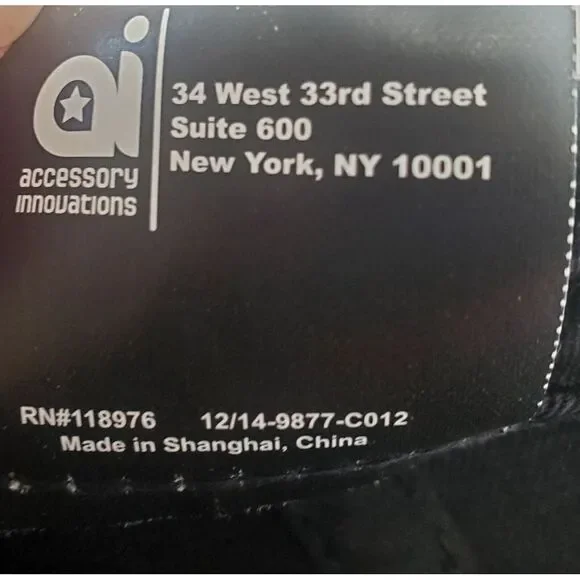 ai
accessory
innovations
34 West 33rd Street
Suite 600
New York, NY 10001
RN#118976 12/14-9877-C012
Made in Shanghai, China